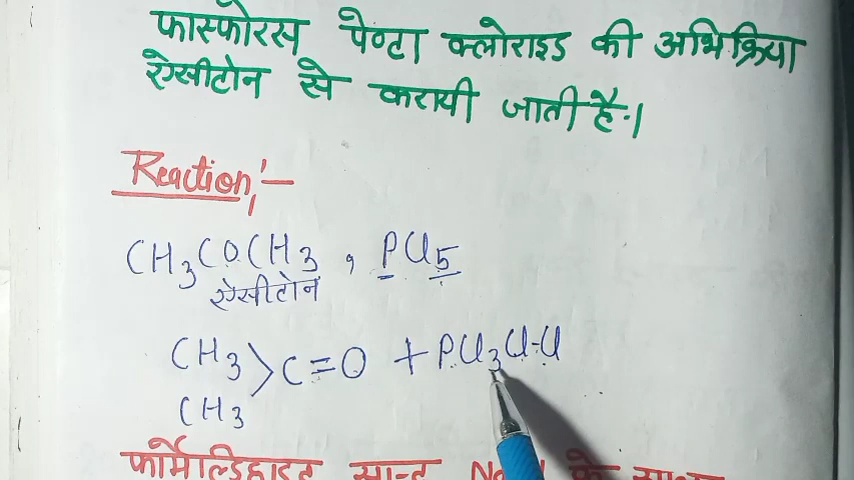 फास्फोरस पेण्टा क्लोराइड की अभिक्रिया
ऐसीटोन से करायी जाती है।
Reaction:-
CH3COCH3, PCl5
ऐसीटोन
CH3
>C=O + PCl3Cl-Cl
CH3